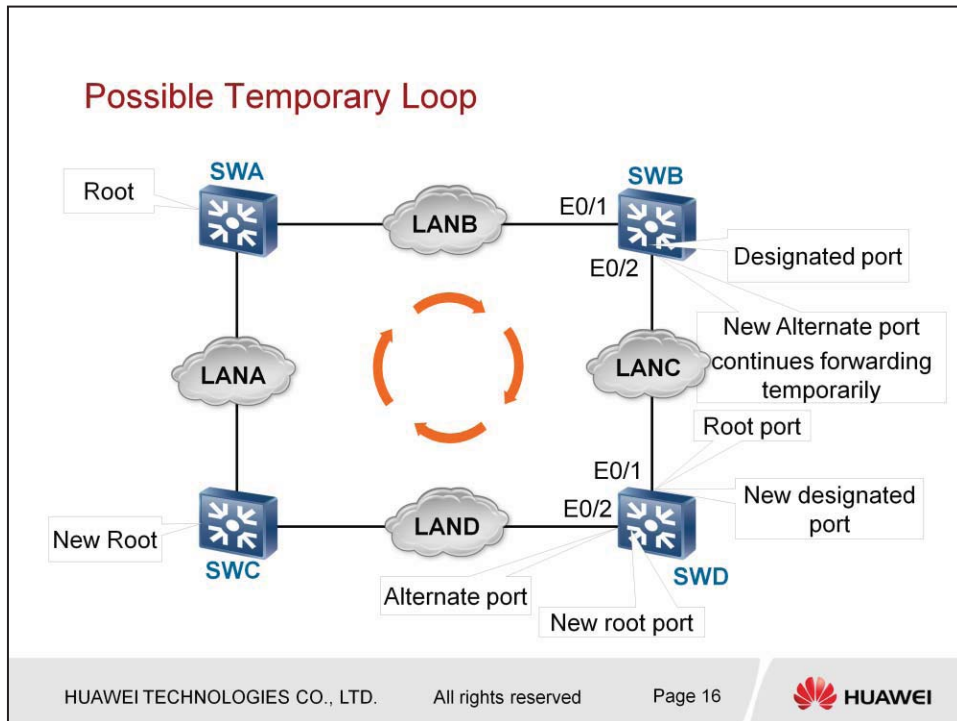 Possible Temporary Loop
SWA
SWB
Root
E0/1
LANB
Designated port
E0/2
New Alternate port
continues forwarding
temporarily
LANA
LANC
Root port
E0/1
New designated
port
E0/2
LAND
New Root
SWC
SWD
Alternate port
New root port
HUAWEI TECHNOLOGIES CO., LTD.
All rights reserved
Page 16
HUAWEI